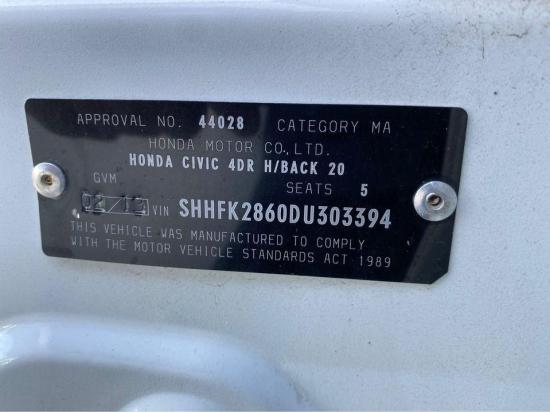 APPROVAL NO. 44028 CATEGORY MA
HONDA MOTOR CO.,LTD.
HONDA CIVIC 4DR H/BACK 20
GVM SEATS 5
VIN SHHFK2860DU303394
THIS VEHICLE WAS MANUFACTURED TO COMPLY
WITH THE MOTOR VEHICLE STANDARDS ACT 1989